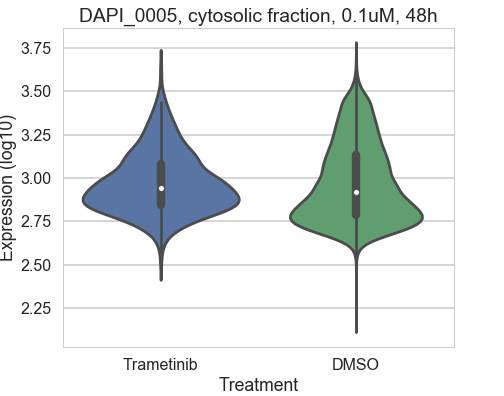 DAPI_0005, cytosolic fraction, 0.1uM, 48h
Expression (log10)
3.75
3.50
3.25
3.00
2.75
2.50
2.25
Trametinib DMSO
Treatment